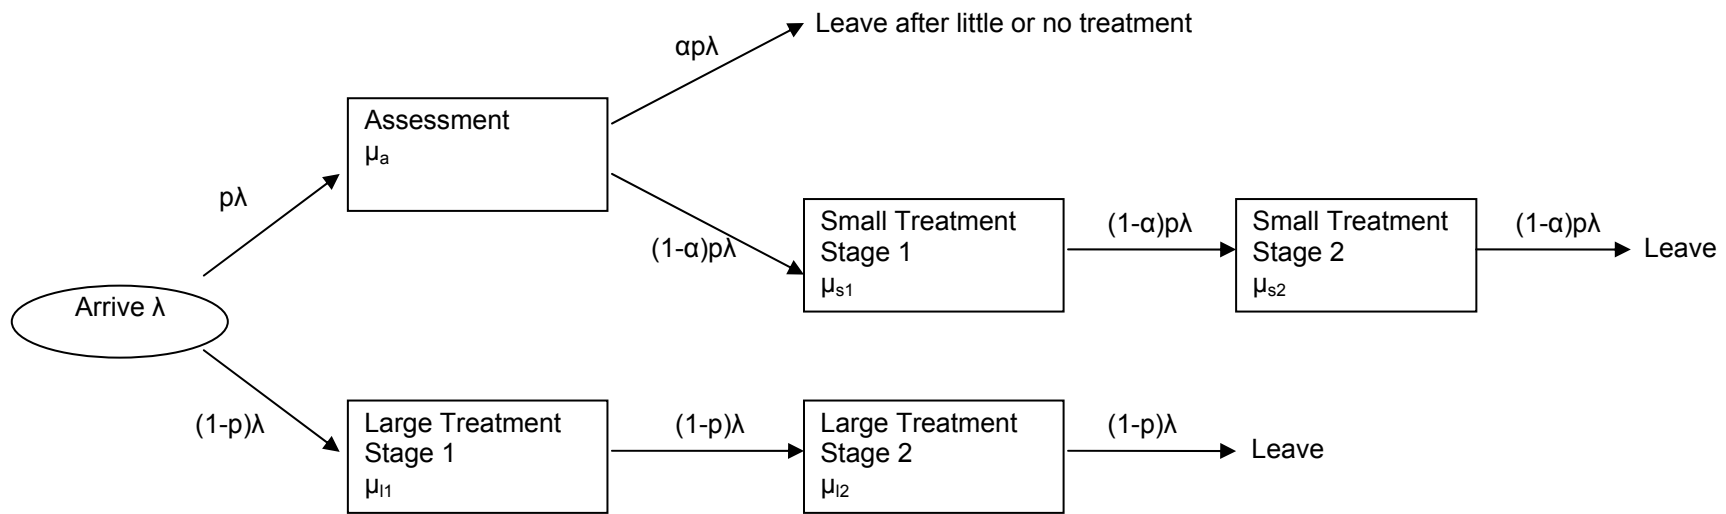 Leave after little or no treatment
αpλ
Assessment
μa
pλ
(1-α)pλ
Small Treatment
Stage 1
μs1
(1-α)pλ
Small Treatment
Stage 2
μs2
(1-α)pλ
Leave
Arrive λ
(1-p)λ
Large Treatment
Stage 1
μl1
(1-p)λ
Large Treatment
Stage 2
μl2
(1-p)λ
Leave